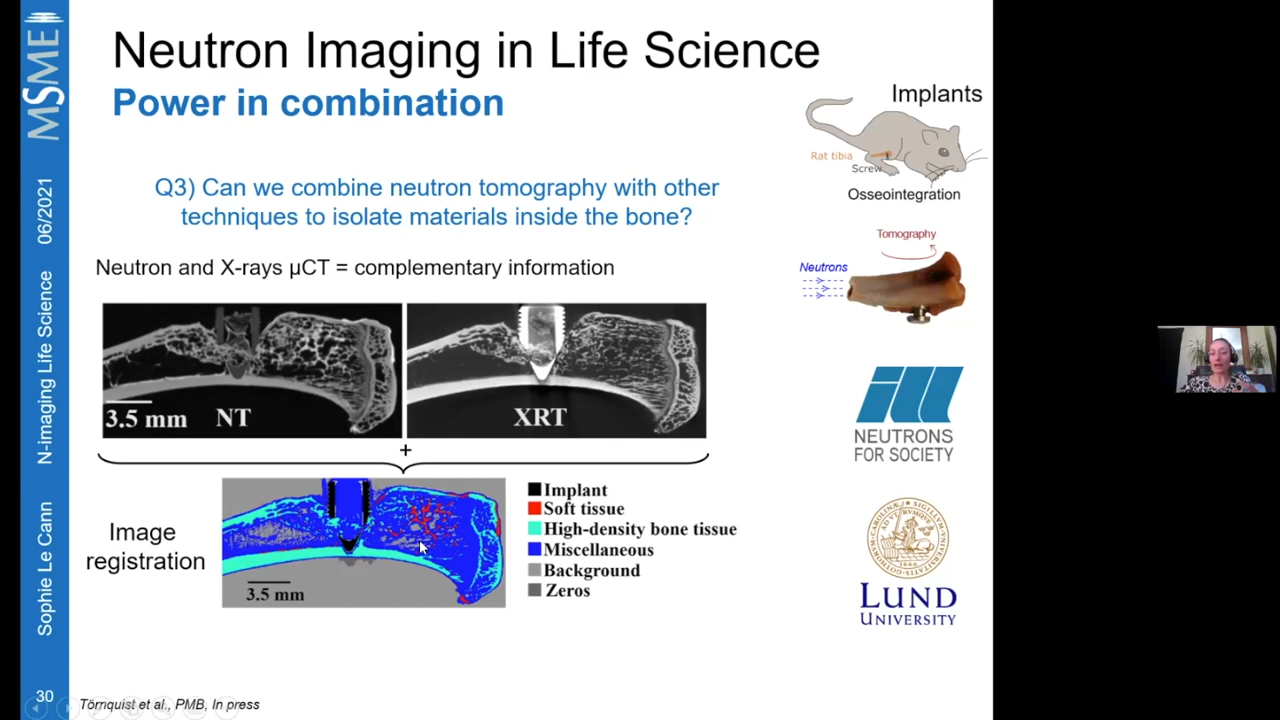 MSME
06/2021
N-imaging Life Science
Sophie Le Cann
30
Neutron Imaging in Life Science
Power in combination
Q3) Can we combine neutron tomography with other
techniques to isolate materials inside the bone?
Neutron and X-rays µCT = complementary information
3.5 mm
NT
XRT
+
Image
registration
3.5 mm
Implant
Soft tissue
High-density bone tissue
Miscellaneous
Background
Zeros
Törnquist et al., PMB, In press
Implants
Rat tibia
Screw
Osseointegration
Tomography
Neutrons
NEUTRONS
FOR SOCIETY
LUND
UNIVERSITY